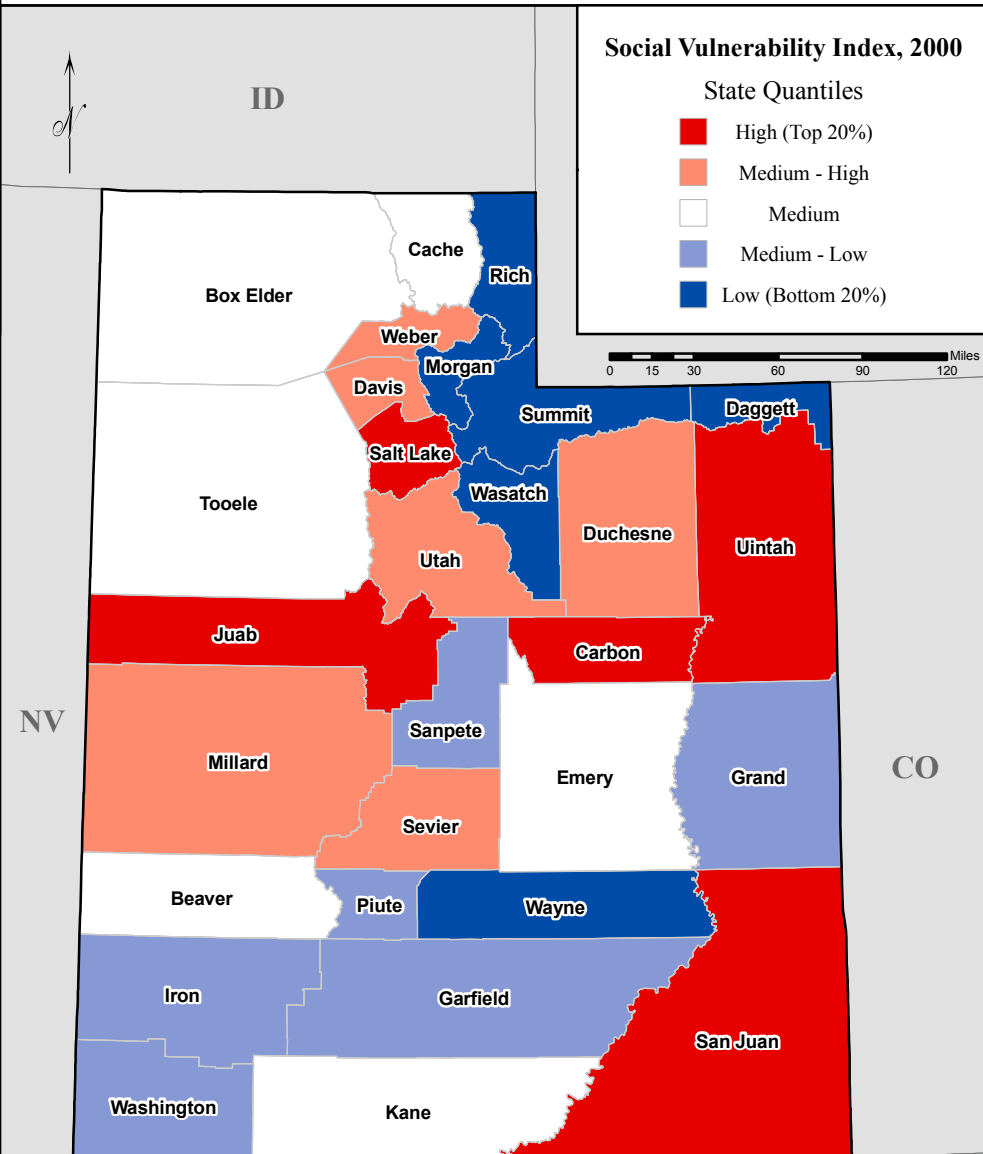 Social Vulnerability Index, 2000
State Quantiles
High (Top 20%)
Medium - High
Medium
Medium - Low
Low (Bottom 20%)
N
ID
Cache
Rich
Box Elder
Weber
Morgan
Davis
Miles
0 15 30 60 90 120
Summit
Daggett
Salt Lake
Wasatch
Tooele
Duchesne
Uintah
Utah
Juab
Carbon
NV
Sanpete
Millard
Emery
Grand
CO
Sevier
Beaver
Piute
Wayne
Iron
Garfield
San Juan
Washington
Kane